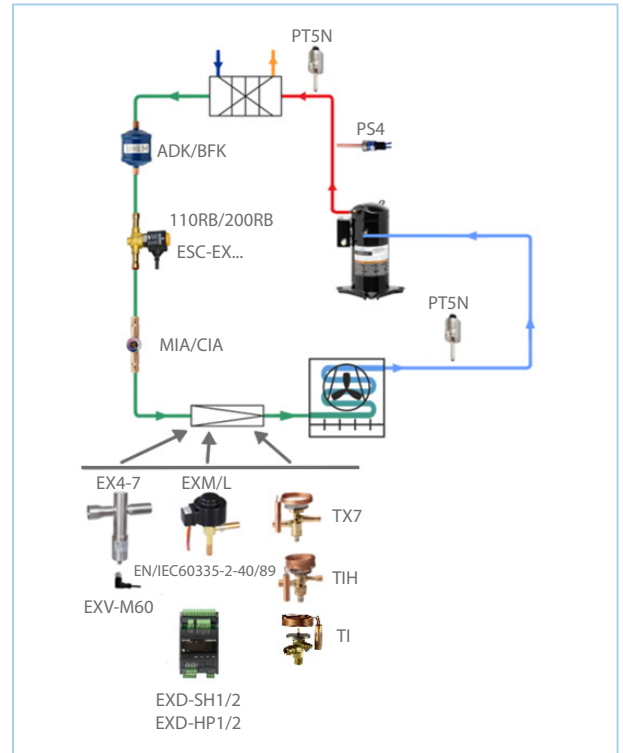 PT5N
PS4
ADK/BFK
110RB/200RB
ESC-EX...
PT5N
MIA/CIA
EX4-7
EXM/L
TX7
EN/IEC60335-2-40/89
TIH
EXV-M60
TI
EXD-SH1/2
EXD-HP1/2